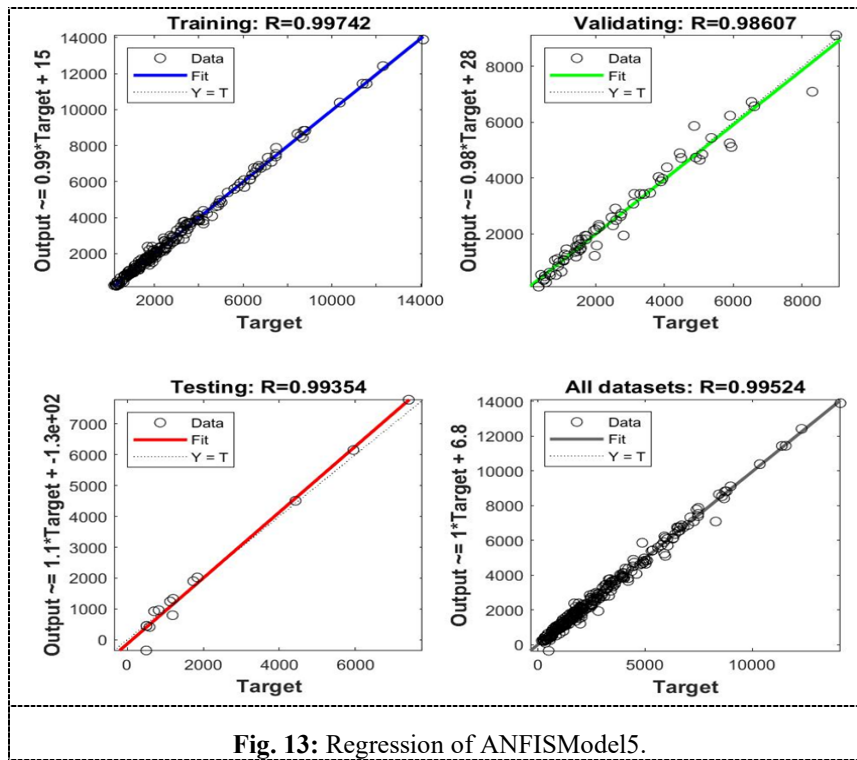 Training: R=0.99742
Output ~= 0.99*Target + 15
14000
12000
10000
8000
6000
4000
2000
Data
Fit
Y = T
2000
6000
10000
14000
Target
Validating: R=0.98607
Output ~= 0.98*Target + 28
8000
6000
4000
2000
Data
Fit
Y = T
2000
4000
6000
8000
Target
Testing: R=0.99354
Output ~= 1.1*Target + -1.3e+02
7000
6000
5000
4000
3000
2000
1000
0
Data
Fit
Y = T
0
2000
4000
6000
Target
All datasets: R=0.99524
Output ~= 1*Target + 6.8
14000
12000
10000
8000
6000
4000
2000
0
Data
Fit
Y = T
0
5000
10000
Target
Fig. 13: Regression of ANFISModel5.